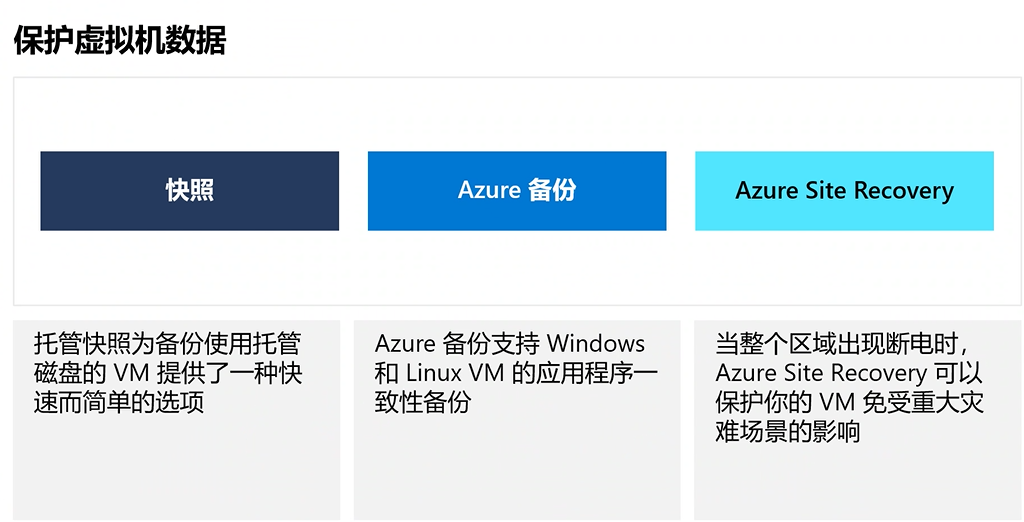 保护虚拟机数据
快照
Azure 备份
Azure Site Recovery
托管快照为备份使用托管
磁盘的 VM 提供了一种快
速而简单的选项
Azure 备份支持 Windows
和 Linux VM 的应用程序一
致性备份
当整个区域出现断电时，
Azure Site Recovery 可以
保护你的 VM 免受重大灾
难场景的影响